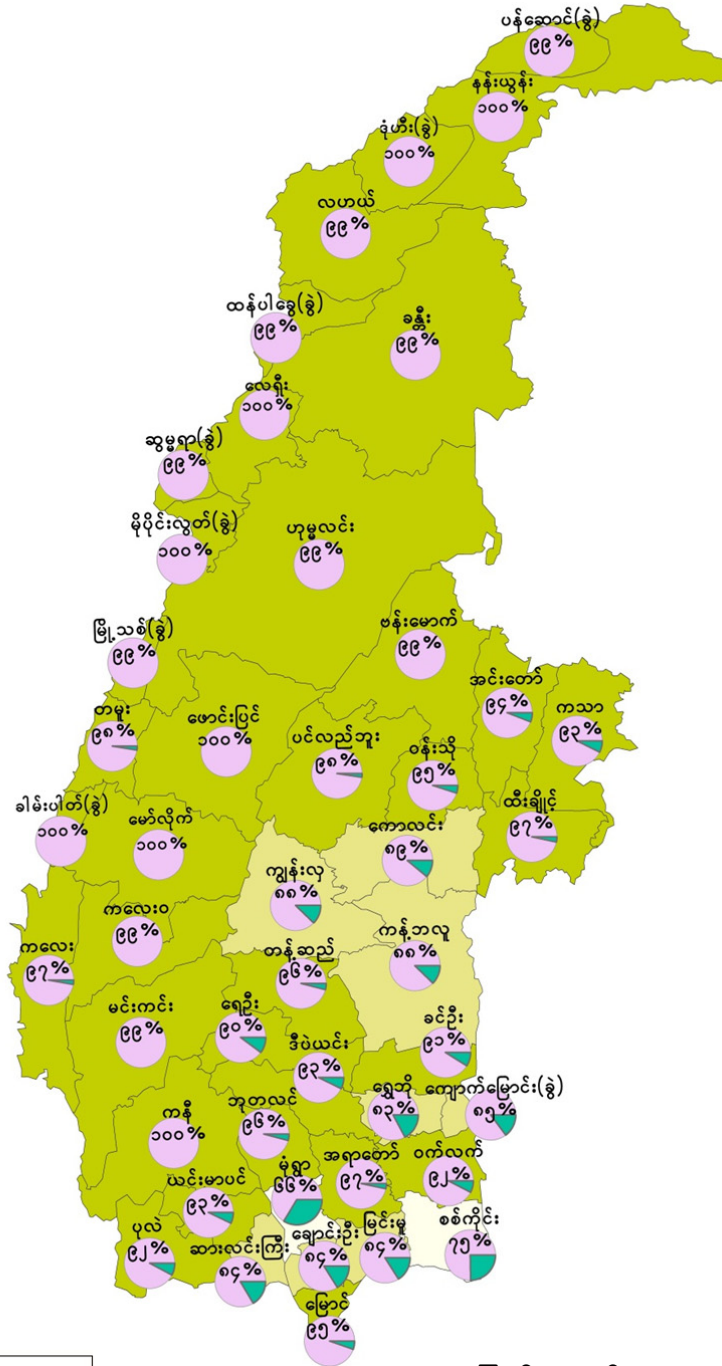 ပန်ဆောင်(ခွဲ)
၉၉%
နန်းယွန်း
၁၀၀%
ဒုံဟီး(ခွဲ)
၁၀၀%
လဟယ်
၉၉%
ထန်ပါခွေ(ခွဲ)
၉၉%
ခန္တီး
၉၉%
လေရှီး
၁၀၀%
ဆွမ္မရာ(ခွဲ)
၉၉%
မိုပိုင်းလွတ်(ခွဲ)
၁၀၀%
ဟုမ္မလင်း
၉၉%
ဗန်းမောက်
၉၉%
မြို့သစ်(ခွဲ)
၉၉%
အင်းတော်
၉၄%
ကသာ
၉၃%
တမူး
၉၈%
ဖောင်းပြင်
၁၀၀%
ပင်လည်ဘူး
၉၈%
ဝန်းသို
၉၅%
ထီးချိုင့်
၉၇%
ခါမ်းပါတ်(ခွဲ)
၁၀၀%
မော်လိုက်
၁၀၀%
ကောလင်း
၈၉%
ကျွန်းလှ
၈၈%
ကလေးဝ
၉၉%
ကန့်ဘလူ
၈၈%
ကလေး
၉၇%
တန့်ဆည်
၉၆%
မင်းကင်း
၉၉%
ရေဦး
၉၀%
ခင်ဦး
၉၁%
ဒီပဲယင်း
၉၃%
ရွှေဘို
၈၃%
ကျောက်မြောင်း(ခွဲ)
၈၅%
ကနီ
၁၀၀%
ဘုတလင်
၉၆%
အရာတော်
၉၇%
ဝက်လက်
၉၂%
မုံရွာ
၆၆%
ယင်းမာပင်
၉၃%
ပုလဲ
၉၂%
ဆားလင်းကြီး
၈၄%
ချောင်းဦး
၈၄%
မြင်းမူ
၈၄%
စစ်ကိုင်း
၇၅%
မြောင်
၉၅%